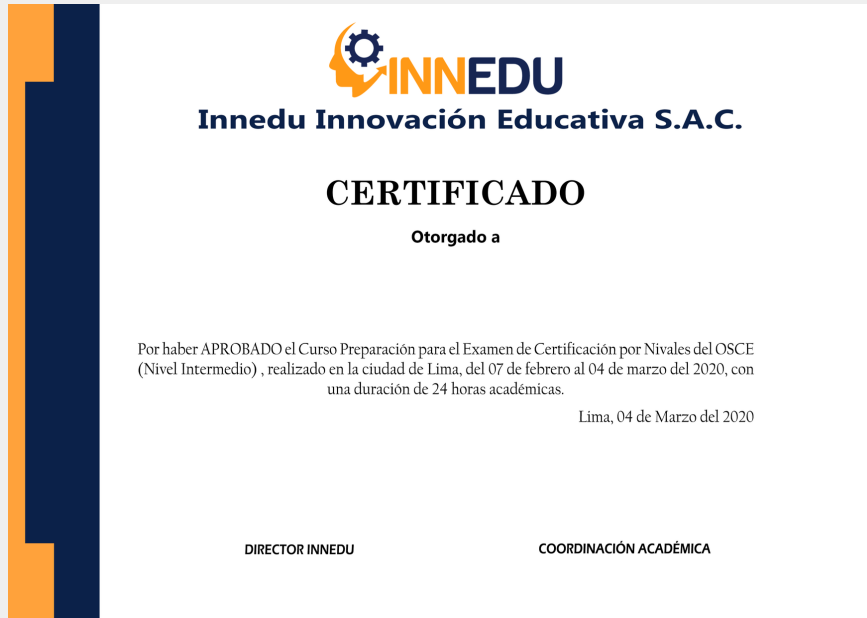 INNEDU
Innedu Innovación Educativa S.A.C.
CERTIFICADO
Otorgado a
Por haber APROBADO el Curso Preparación para el Examen de Certificación por Nivales del OSCE
(Nivel Intermedio) , realizado en la ciudad de Lima, del 07 de febrero al 04 de marzo del 2020, con
una duración de 24 horas académicas.
Lima, 04 de Marzo del 2020
DIRECTOR INNEDU
COORDINACIÓN ACADÉMICA